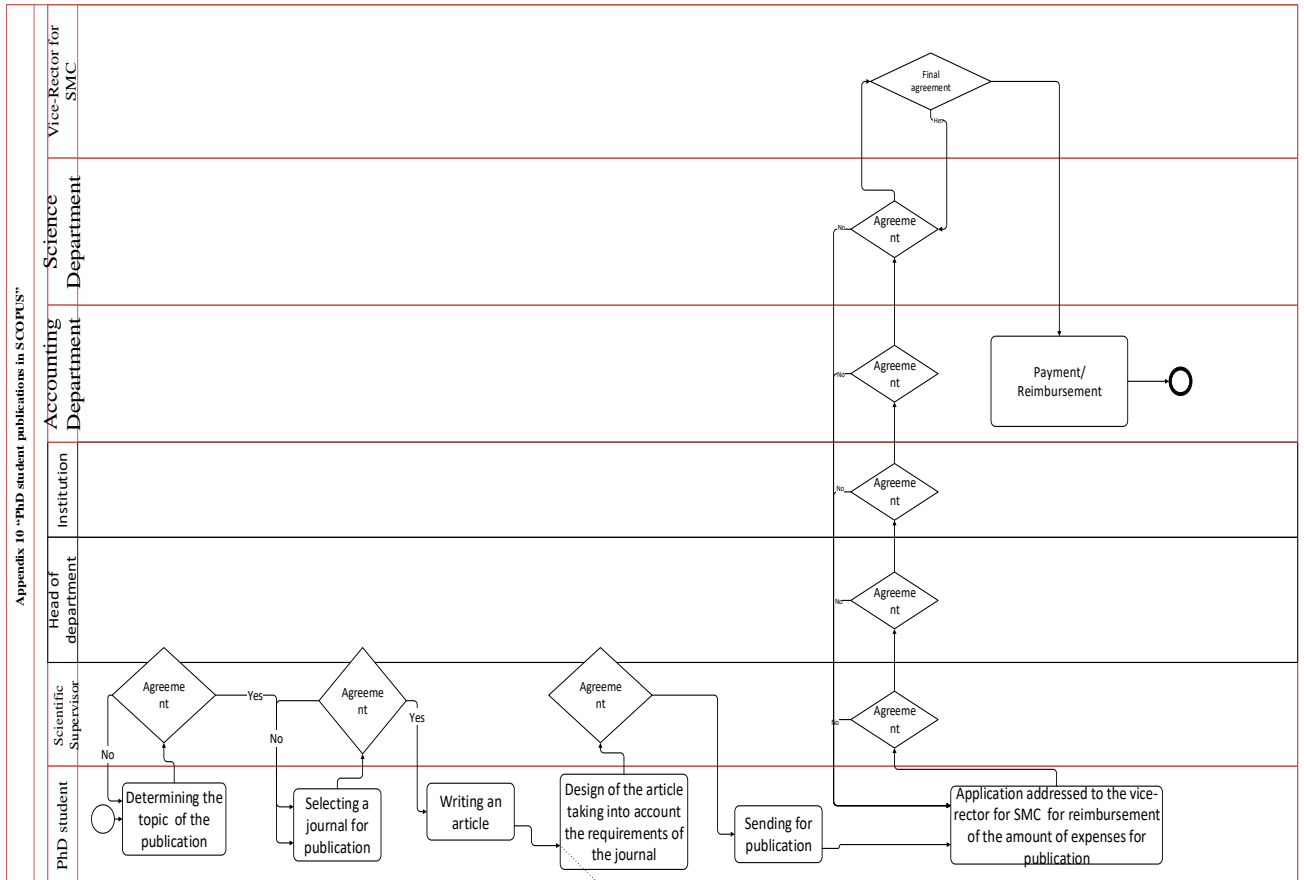 Appendix 10 “PhD student publications in SCOPUS”
Vice-Rector for
SMC
Final
agreement
Нет
Science
Department
Agreeme
nt
No
Accounting
Department
Agreeme
nt
No
Payment/
Reimbursement
Institution
Agreeme
nt
No
Head of
department
Agreeme
nt
No
Scientific
Supervisor
Agreeme
nt
Yes
No
Agreeme
nt
Yes
No
Agreeme
nt
Agreeme
nt
No
PhD student
Determining the
topic of the
publication
Selecting a
journal for
publication
Writing an
article
Design of the article
taking into account
the requirements of
the journal
Sending for
publication
Application addressed to the vice-
rector for SMC for reimbursement
of the amount of expenses for
publication